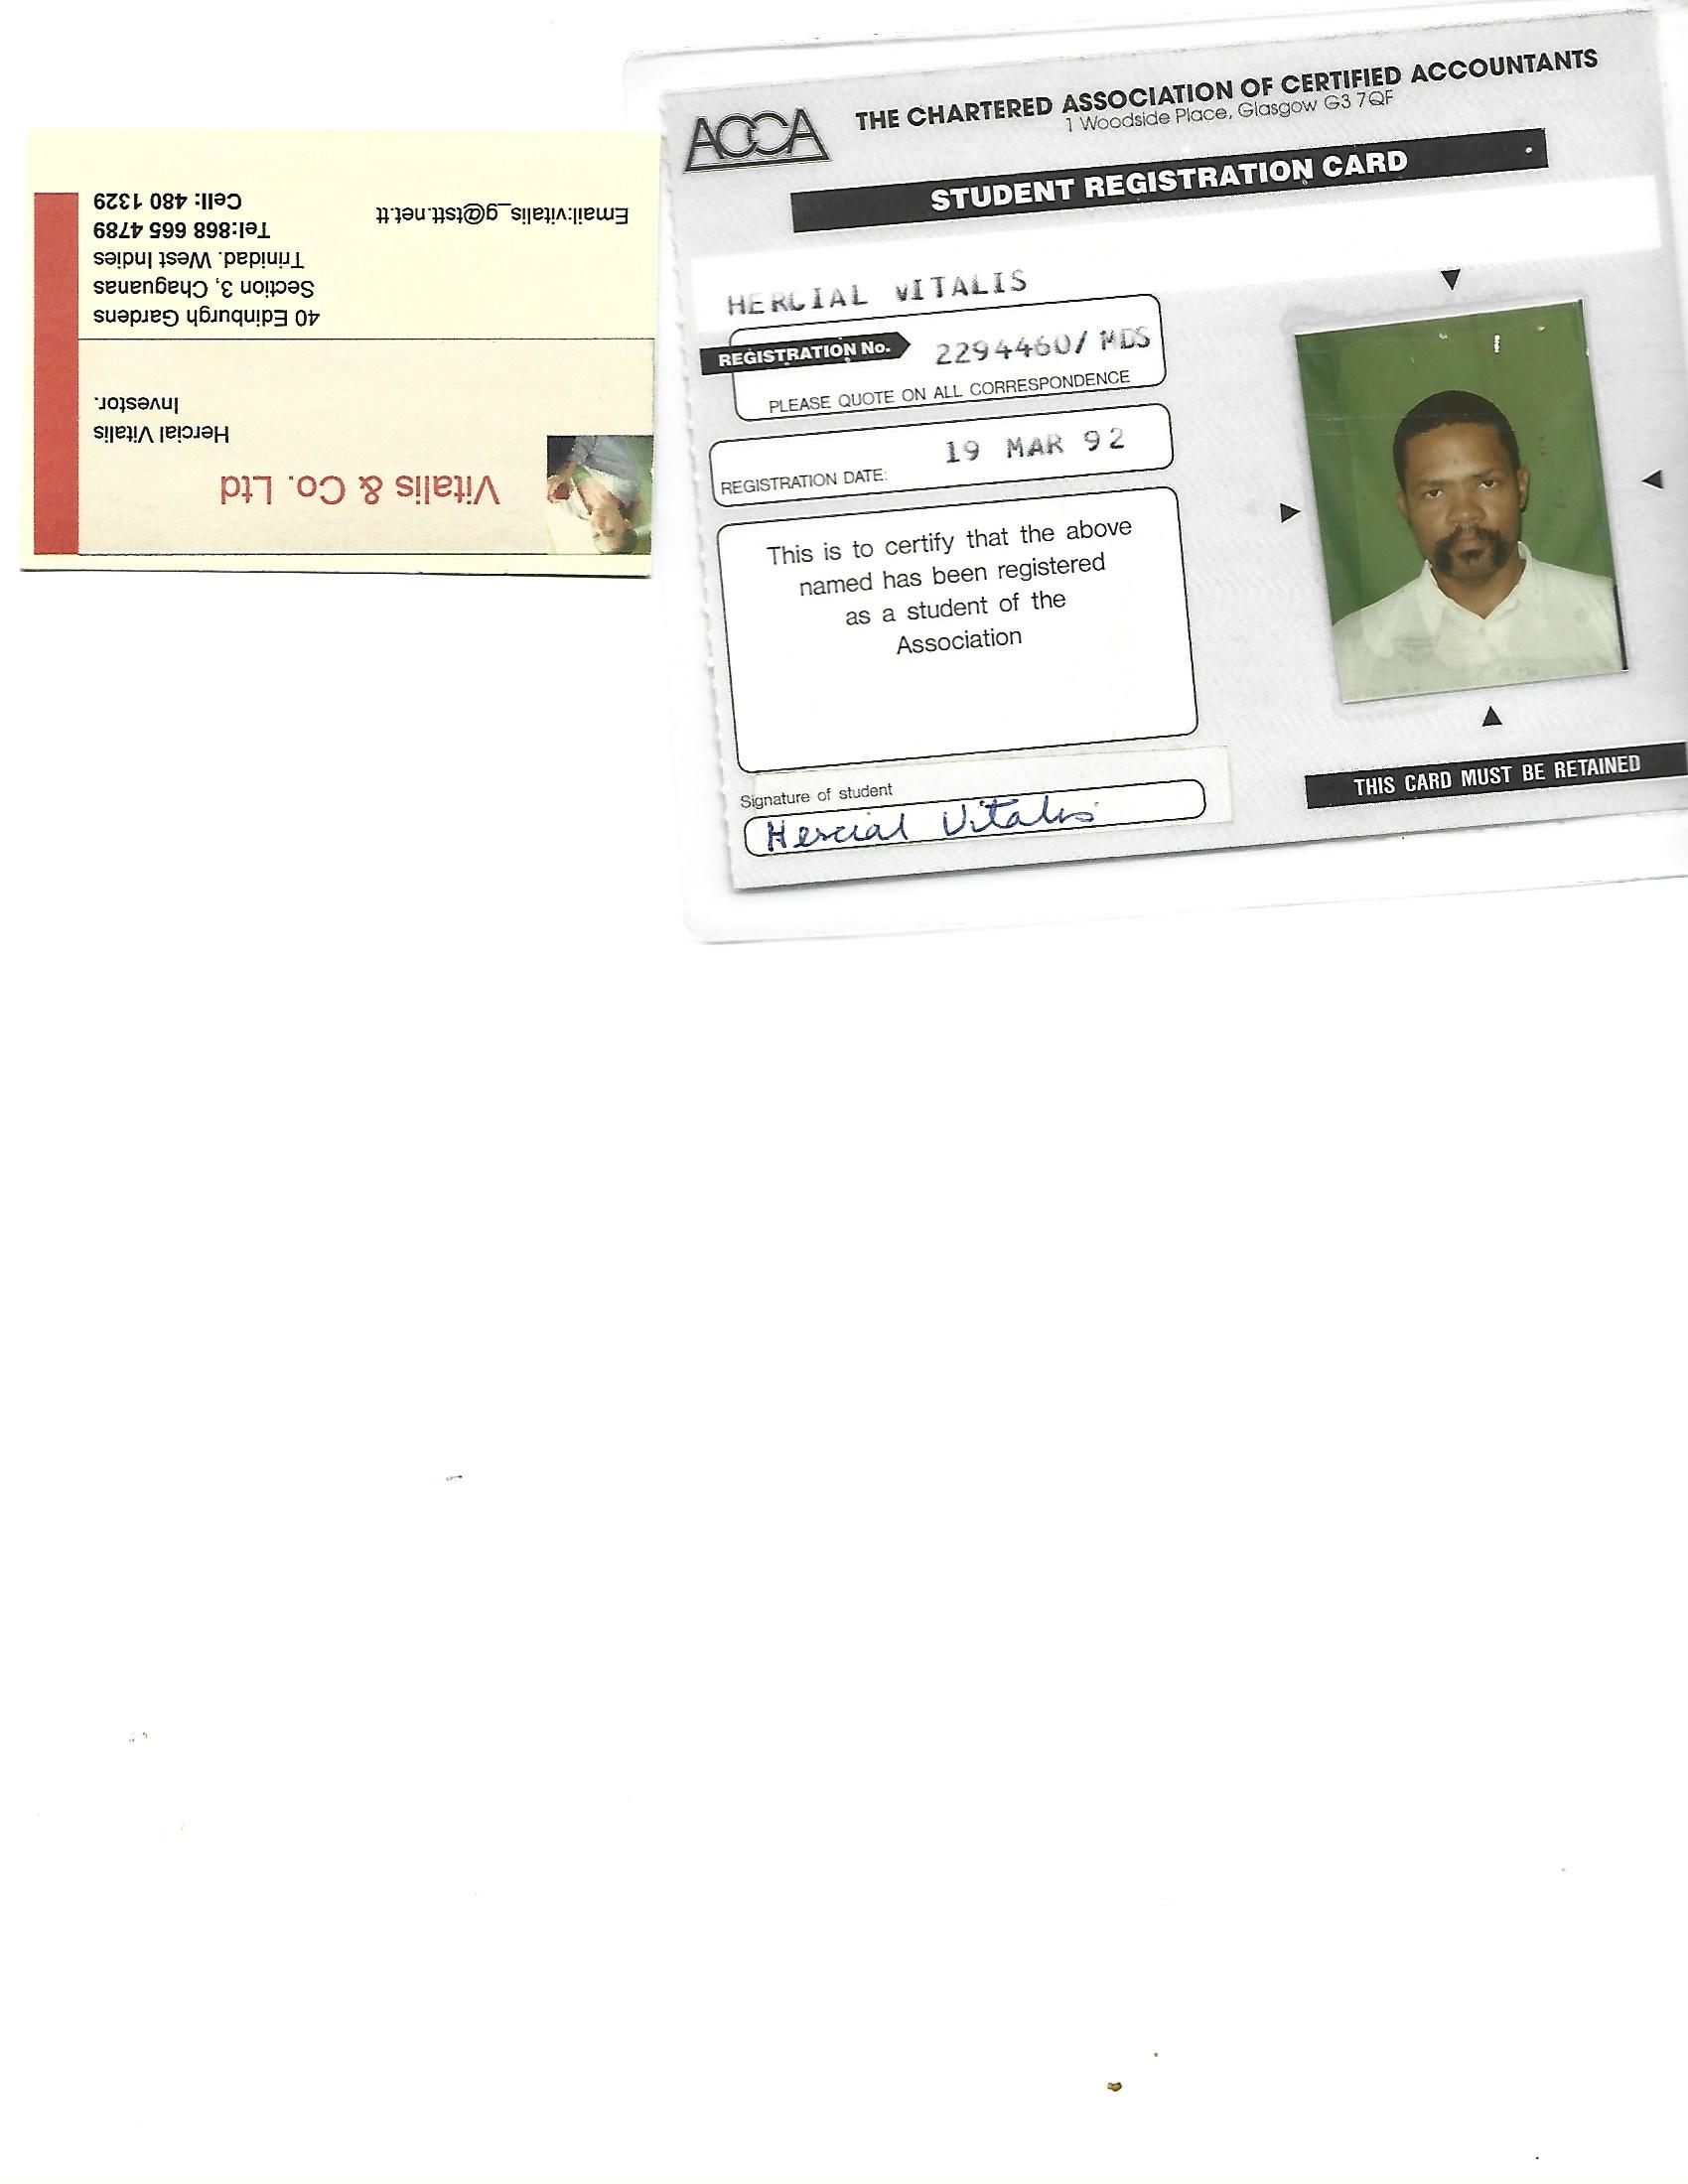 ACCA
THE CHARTERED ASSOCIATION OF CERTIFIED ACCOUNTANTS
1 Woodside Place, Glasgow G3 7QF
STUDENT REGISTRATION CARD
HERCIAL VITALIS
REGISTRATION No. 2294460/ MDS
PLEASE QUOTE ON ALL CORRESPONDENCE
REGISTRATION DATE: 19 MAR 92
This is to certify that the above
named has been registered
as a student of the
Association
Signature of student
Hercial Vitalis
THIS CARD MUST BE RETAINED
Vitalis & Co. Ltd
Hercial Vitalis
Investor.
40 Edinburgh Gardens
Section 3, Chaguanas
Trinidad. West Indies
Tel:868 665 4789
Cell: 480 1329
Email:vitalis_g@tstt.net.tt